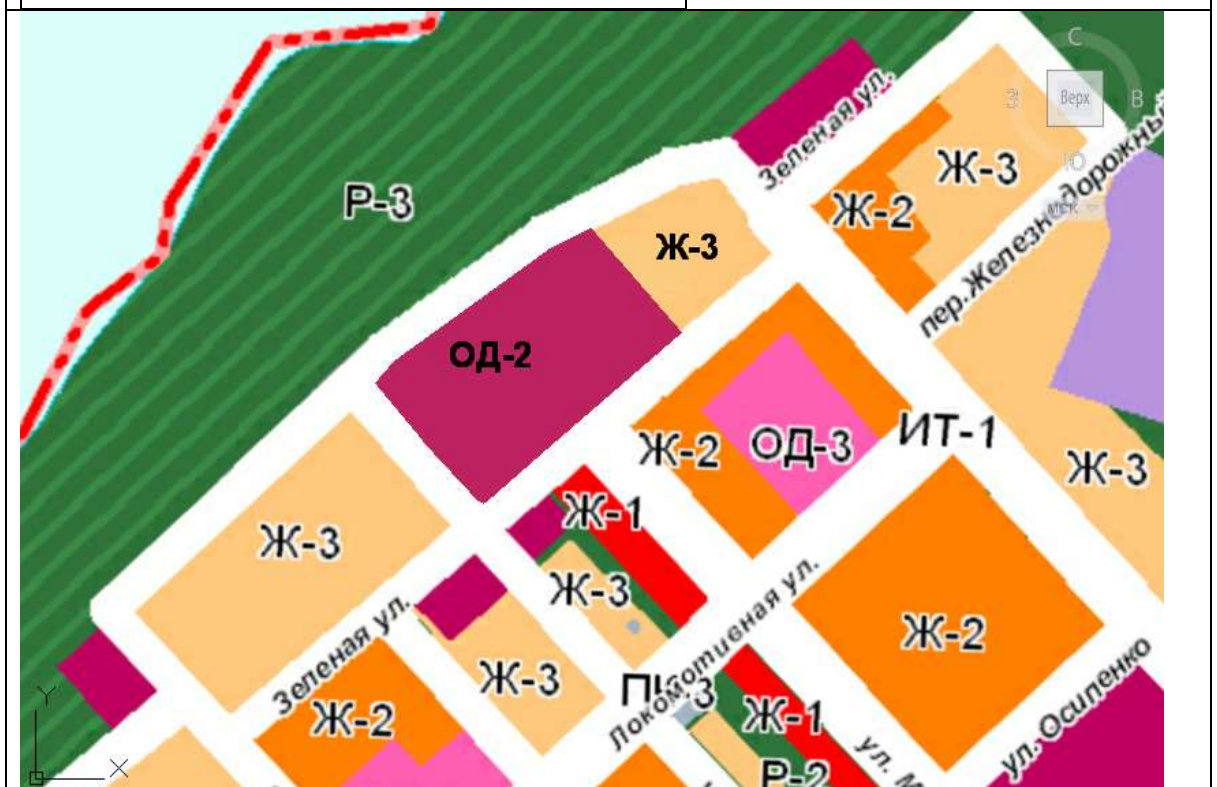 С
З
Верх
В
Ю
МСК
Зеленая ул.
Ж-3
Р-3
Ж-2
пер.Железнодорожный
Ж-3
ОД-2
Ж-2
ОД-3
ИТ-1
Ж-3
Ж-1
Ж-3
Ж-3
Зеленая ул.
Ж-2
Ж-3
Локомотивная ул.
Ж-2
ул. Осипенко
Ж-1
Р-2
Y
X